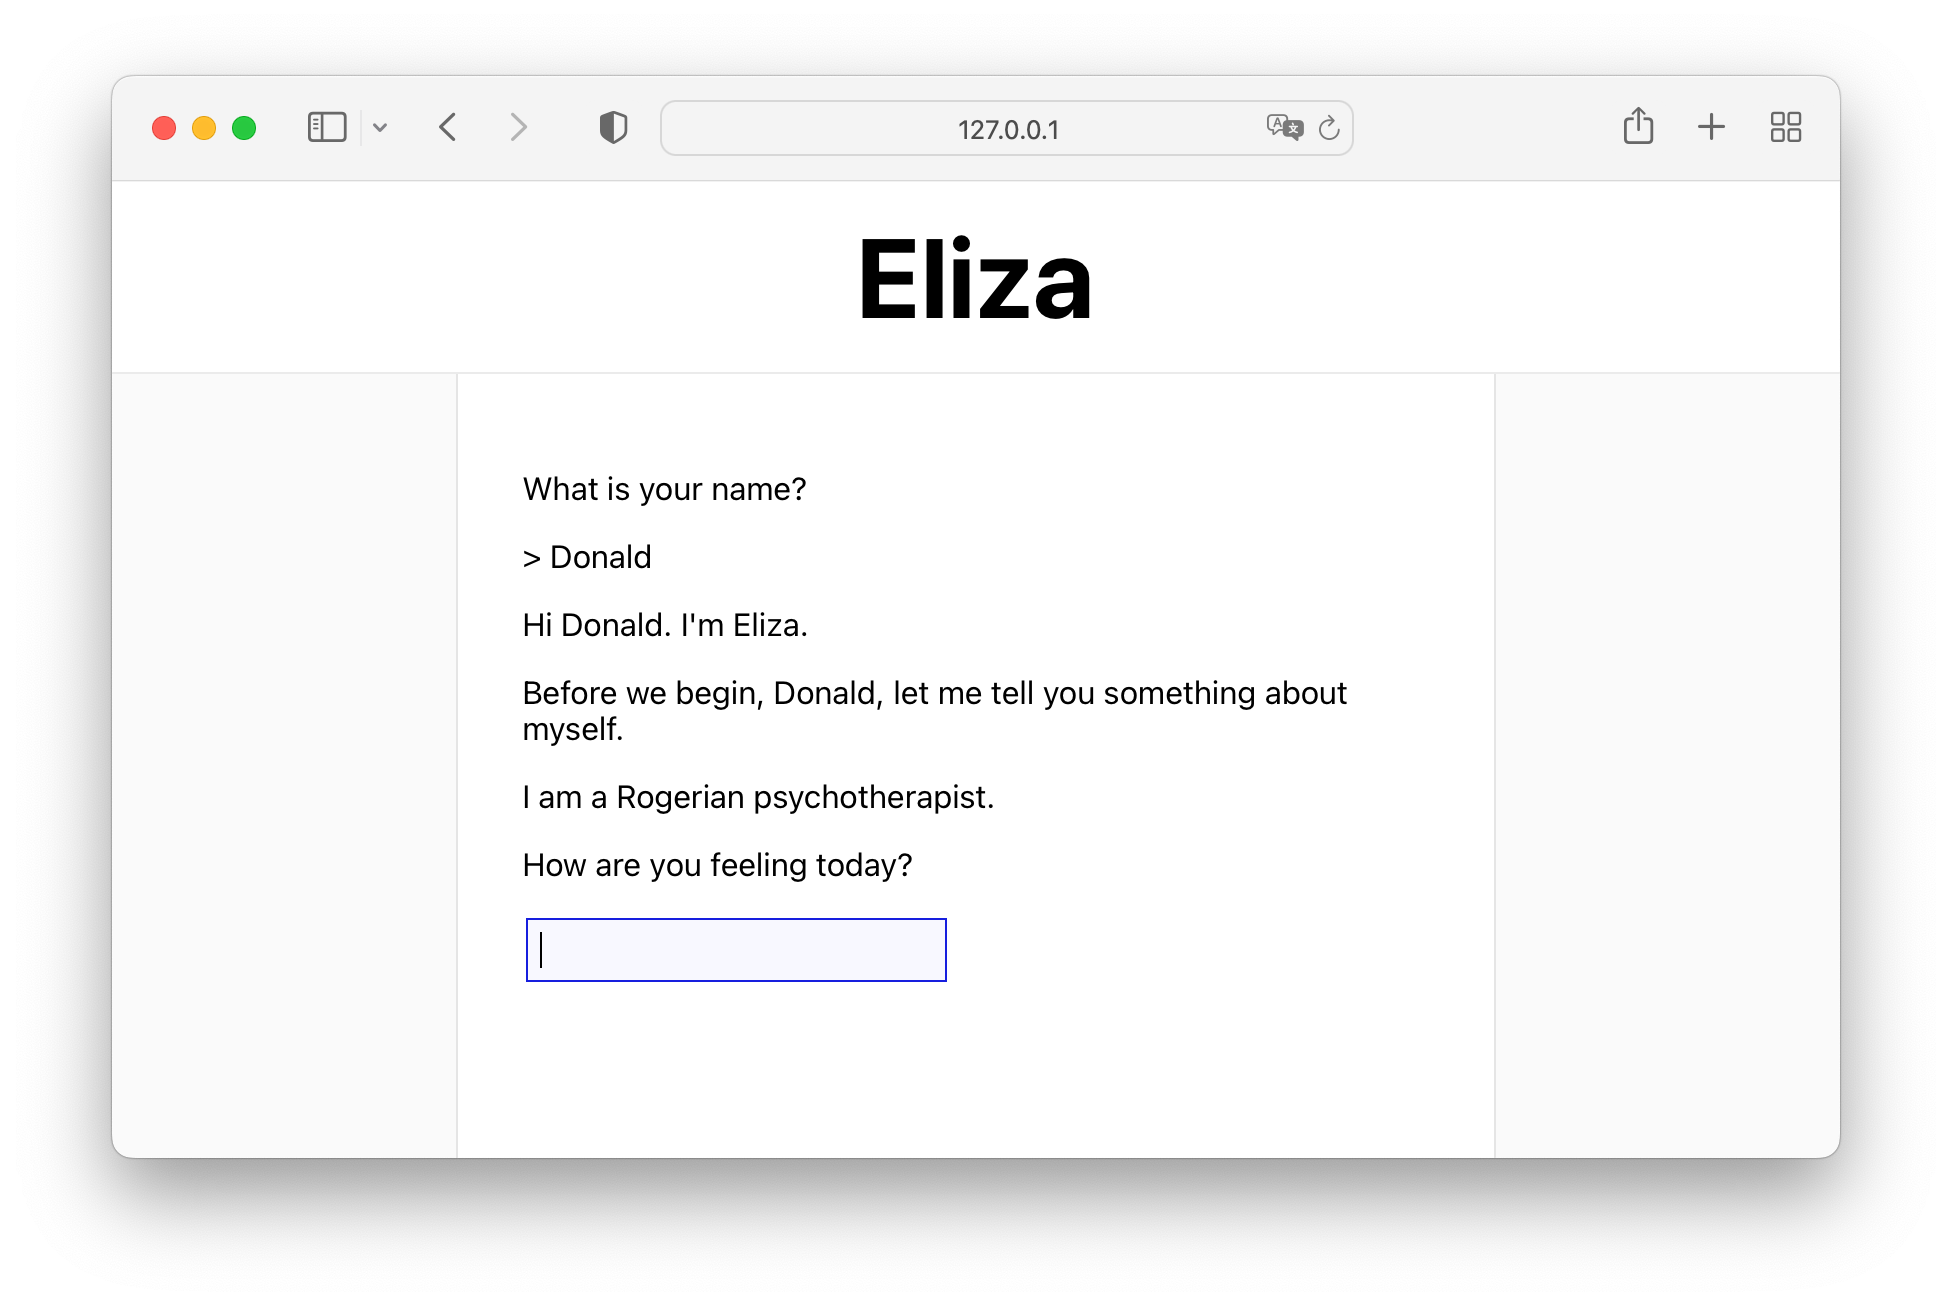 127.0.0.1
Eliza
What is your name?
> Donald
Hi Donald. I'm Eliza.
Before we begin, Donald, let me tell you something about
myself.
I am a Rogerian psychotherapist.
How are you feeling today?